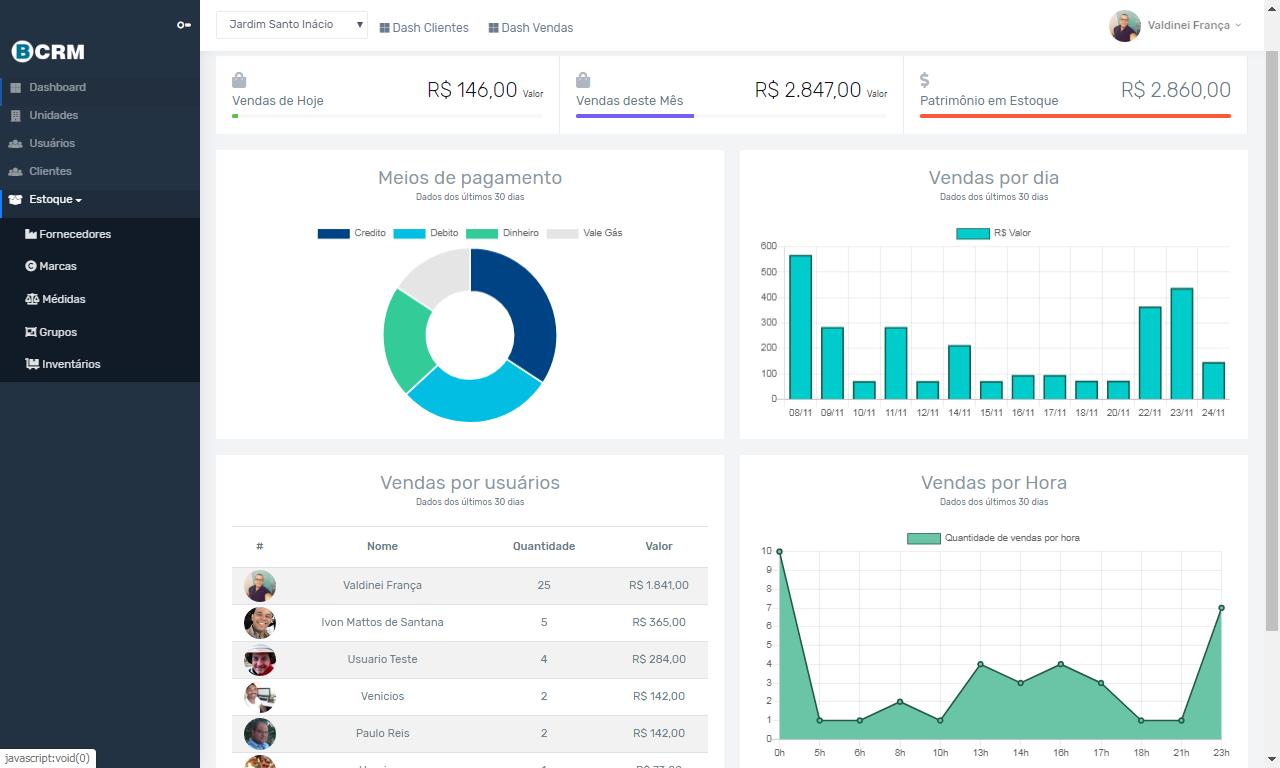 BCRM
Dashboard
Unidades
Usuários
Clientes
Estoque
Fornecedores
Marcas
Médidas
Grupos
Inventários
javascript:void(0)
Jardim Santo Inácio
Dash Clientes
Dash Vendas
Valdinei França
Vendas de Hoje
R$ 146,00 Valor
Vendas deste Mês
R$ 2.847,00 Valor
Patrimônio em Estoque
R$ 2.860,00
Meios de pagamento
Dados dos últimos 30 dias
Credito Debito Dinheiro Vale Gás
Vendas por dia
Dados dos últimos 30 dias
R$ Valor
600
500
400
300
200
100
0
08/11 09/11 10/11 11/11 12/11 14/11 15/11 16/11 17/11 18/11 20/11 22/11 23/11 24/11
Vendas por usuários
Dados dos últimos 30 dias
# Nome Quantidade Valor
Valdinei França 25 R$ 1.841,00
Ivon Mattos de Santana 5 R$ 365,00
Usuario Teste 4 R$ 284,00
Venicios 2 R$ 142,00
Paulo Reis 2 R$ 142,00
Vendas por Hora
Dados dos últimos 30 dias
Quantidade de vendas por hora
10
9
8
7
6
5
4
3
2
1
0
0h 5h 6h 8h 10h 13h 14h 16h 17h 18h 21h 23h